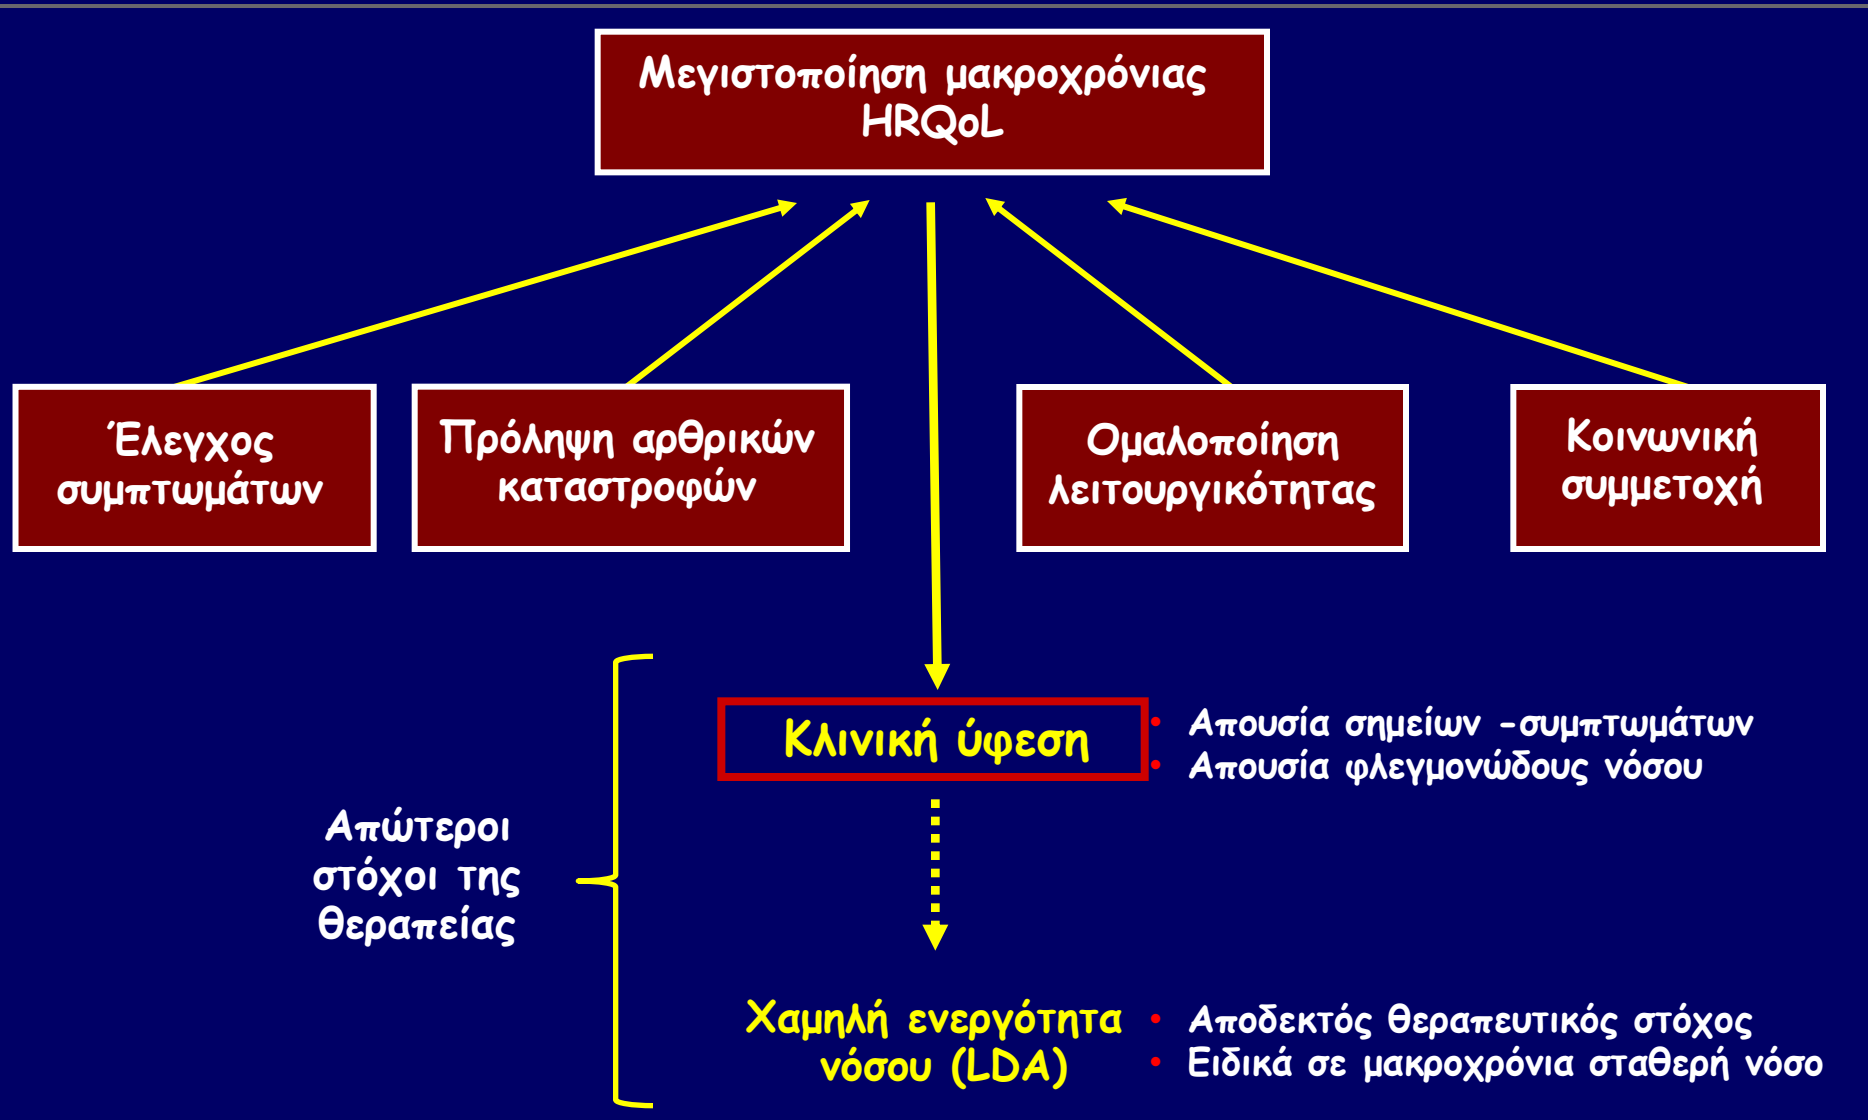 Μεγιστοποίηση μακροχρόνιας
HRQoL
Έλεγχος
συμπτωμάτων
Πρόληψη αρθρικών
καταστροφών
Ομαλοποίηση
λειτουργικότητας
Κοινωνική
συμμετοχή
Κλινική ύφεση
• Απουσία σημείων -συμπτωμάτων
• Απουσία φλεγμονώδους νόσου
Απώτεροι
στόχοι της
θεραπείας
Χαμηλή ενεργότητα
νόσου (LDA)
• Αποδεκτός θεραπευτικός στόχος
• Ειδικά σε μακροχρόνια σταθερή νόσο